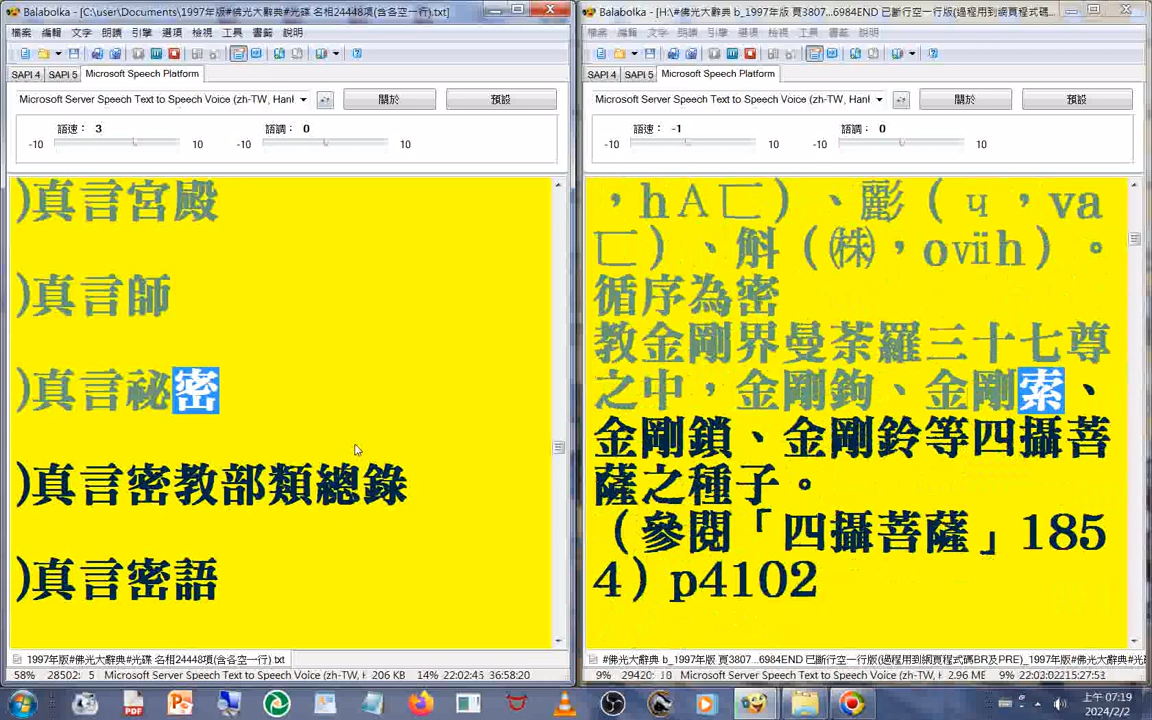 Balabolka - [C:\user\Documents\1997年版#佛光大辭典#光碟 名相24448項(含各空一行).txt]
檔案 編輯 文字 朗讀 引擎 選項 檢視 工具 書籤 說明
SAPI 4 SAPI 5 Microsoft Speech Platform
Microsoft Server Speech Text to Speech Voice (zh-TW, Hanl
關於 預設
語速： 3 語調： 0
-10 10 -10 10
)真言宮殿
)真言師
)真言祕密
)真言密教部類總錄
)真言密語
1997年版#佛光大辭典#光碟 名相24448項(含各空一行).txt
58% 28502: 5 Microsoft Speech Platform: Microsoft Server Speech Text to Speech Voice (zh-TW, H 206 KB 14% 22:02:45 36:58:20
Balabolka - [H:\#佛光大辭典 b_1997年版 頁3807...6984END 已斷行空一行版(過程用到網頁程式碼...
檔案 編輯 文字 朗讀 引擎 選項 檢視 工具 書籤 說明
SAPI 4 SAPI 5 Microsoft Speech Platform
Microsoft Server Speech Text to Speech Voice (zh-TW, Hanl
關於 預設
語速： -1 語調： 0
-10 10 -10 10
，hＡㄈ）、彲（ч，va
ㄈ）、斛（㈱，oⅶh）。
循序為密
教金剛界曼荼羅三十七尊
之中，金剛鉤、金剛索、
金剛鎖、金剛鈴等四攝菩
薩之種子。
（參閱「四攝菩薩」185
4）p4102
#佛光大辭典 b_1997年版 頁3807...6984END 已斷行空一行版(過程用到網頁程式碼BR及PRE)_1997年版#光
9% 29420: 18 Microsoft Speech Platform: Microsoft Server Speech Text to Speech Voice (zh-TW, 2.96 ME 9% 22:03:02 215:27:53
上午 07:19
2024/2/2